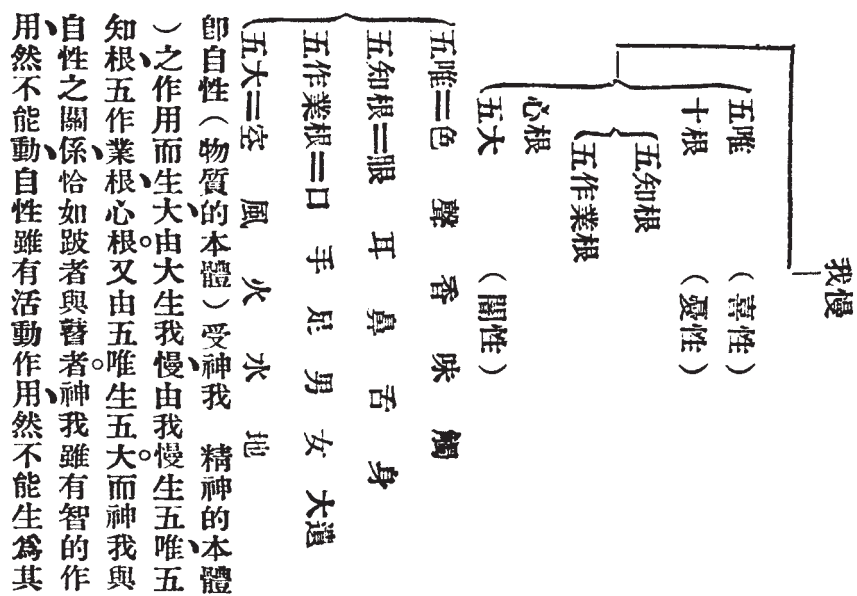 我慢
五唯　（喜性）
十根　（憂性）
五知根
五作業根
心根
五大　（闇性）
五唯＝色　聲　香　味　觸
五知根＝眼　耳　鼻　舌　身
五作業根＝口　手　足　男　女　大遺
五大＝空　風　火　水　地
卽自性（物質的本體）受神我　精神的本體
）之作用而生大、由大生我慢、由我慢生五唯、五
知根、五作業根、心根。又由五唯生五大。而神我與
自性之關係、恰如跛者與瞽者。神我雖有智的作
用、然不能動、自性雖有活動作用、然不能生爲其